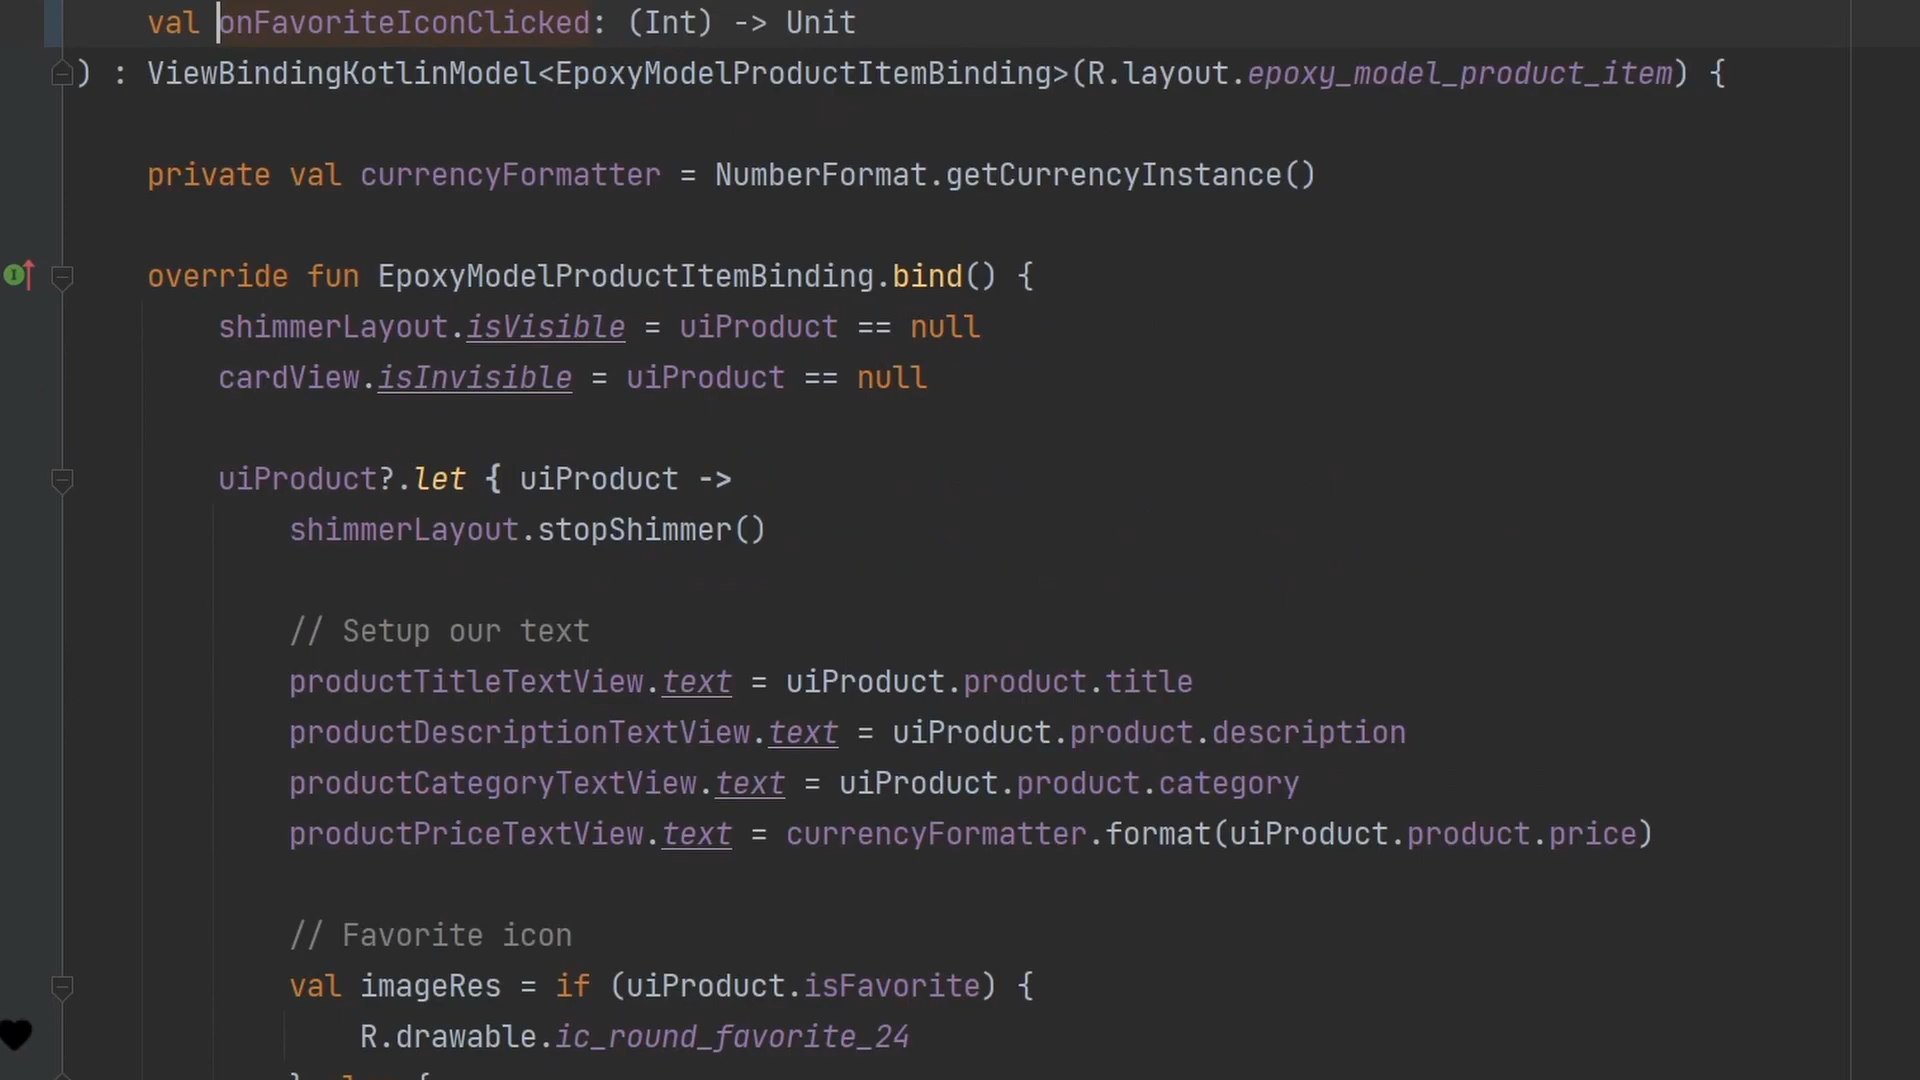 val onFavoriteIconClicked: (Int) -> Unit
) : ViewBindingKotlinModel<EpoxyModelProductItemBinding>(R.layout.epoxy_model_product_item) {
private val currencyFormatter = NumberFormat.getCurrencyInstance()
override fun EpoxyModelProductItemBinding.bind() {
shimmerLayout.isVisible = uiProduct == null
cardView.isInvisible = uiProduct == null
uiProduct?.let { uiProduct ->
shimmerLayout.stopShimmer()
// Setup our text
productTitleTextView.text = uiProduct.product.title
productDescriptionTextView.text = uiProduct.product.description
productCategoryTextView.text = uiProduct.product.category
productPriceTextView.text = currencyFormatter.format(uiProduct.product.price)
// Favorite icon
val imageRes = if (uiProduct.isFavorite) {
R.drawable.ic_round_favorite_24